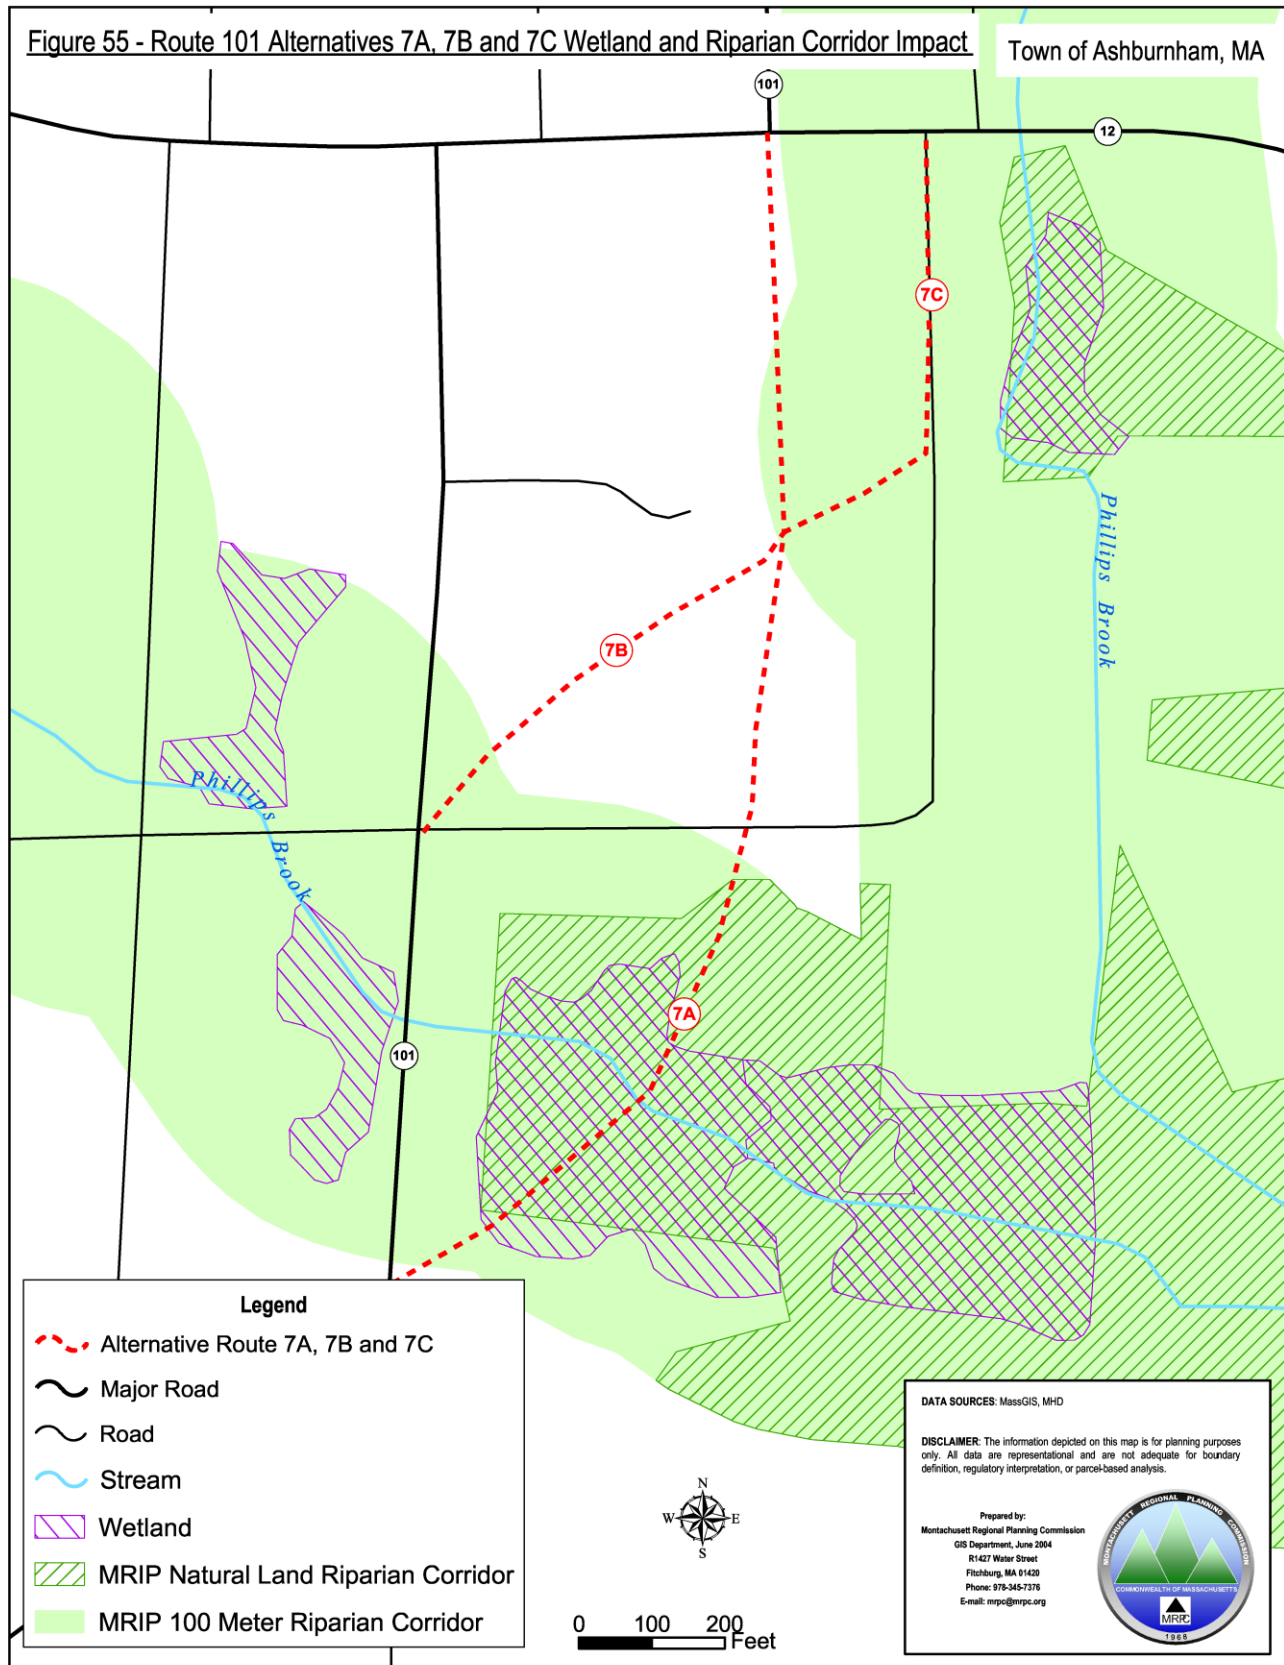 Figure 55 - Route 101 Alternatives 7A, 7B and 7C Wetland and Riparian Corridor Impact
Town of Ashburnham, MA
101
12
7C
Phillips Brook
7B
Phillips Brook
7A
101
Legend
Alternative Route 7A, 7B and 7C
Major Road
Road
Stream
Wetland
MRIP Natural Land Riparian Corridor
MRIP 100 Meter Riparian Corridor
N
W E
S
0 100 200
Feet
DATA SOURCES: MassGIS, MHD
DISCLAIMER: The information depicted on this map is for planning purposes
only. All data are representational and are not adequate for boundary
definition, regulatory interpretation, or parcel-based analysis.
Prepared by:
Montachusett Regional Planning Commission
GIS Department, June 2004
R1427 Water Street
Fitchburg, MA 01420
Phone: 978-345-7376
E-mail: mrpc@mrpc.org
MONTACHUSETT REGIONAL PLANNING COMMISSION
COMMONWEALTH OF MASSACHUSETTS
MRPC
1968